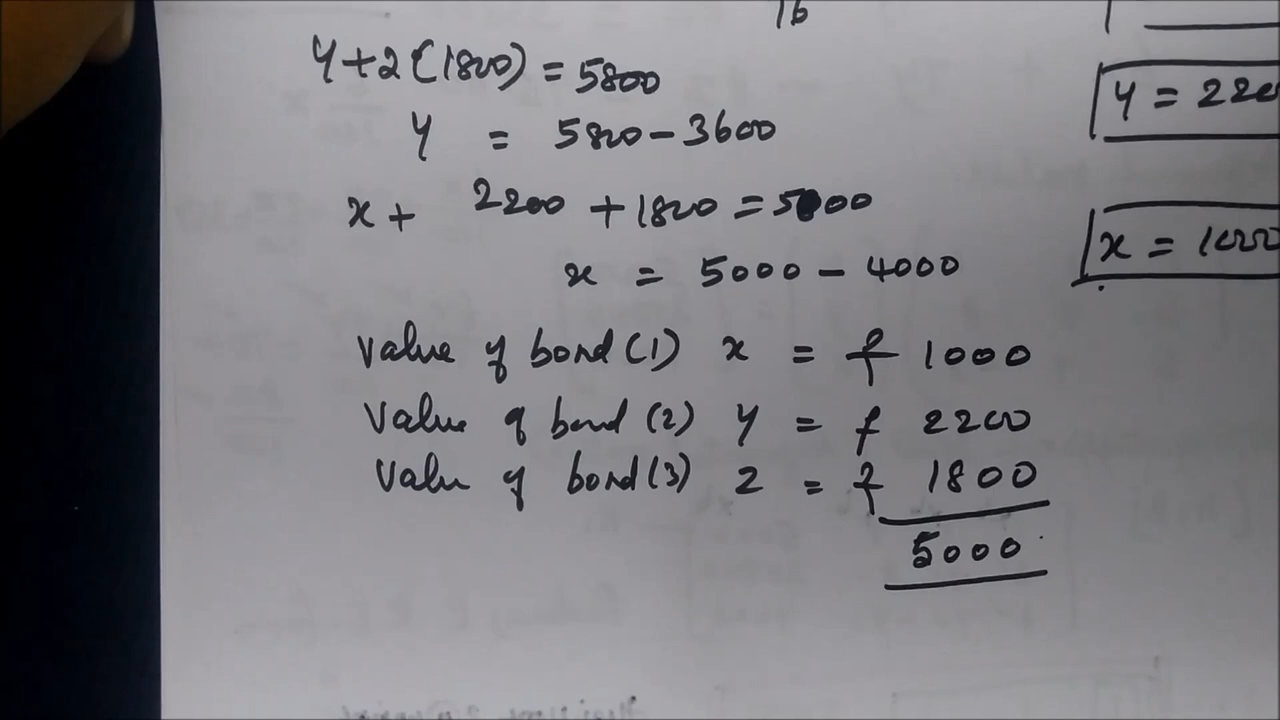 16
y+2(1800) = 5800
y = 5800-3600
y = 220
x + 2200 + 1800 = 5000
x = 5000 - 4000
x = 1000
Value of bond (1) x = ₹ 1000
Value of bond (2) y = ₹ 2200
Value of bond (3) z = ₹ 1800
5000